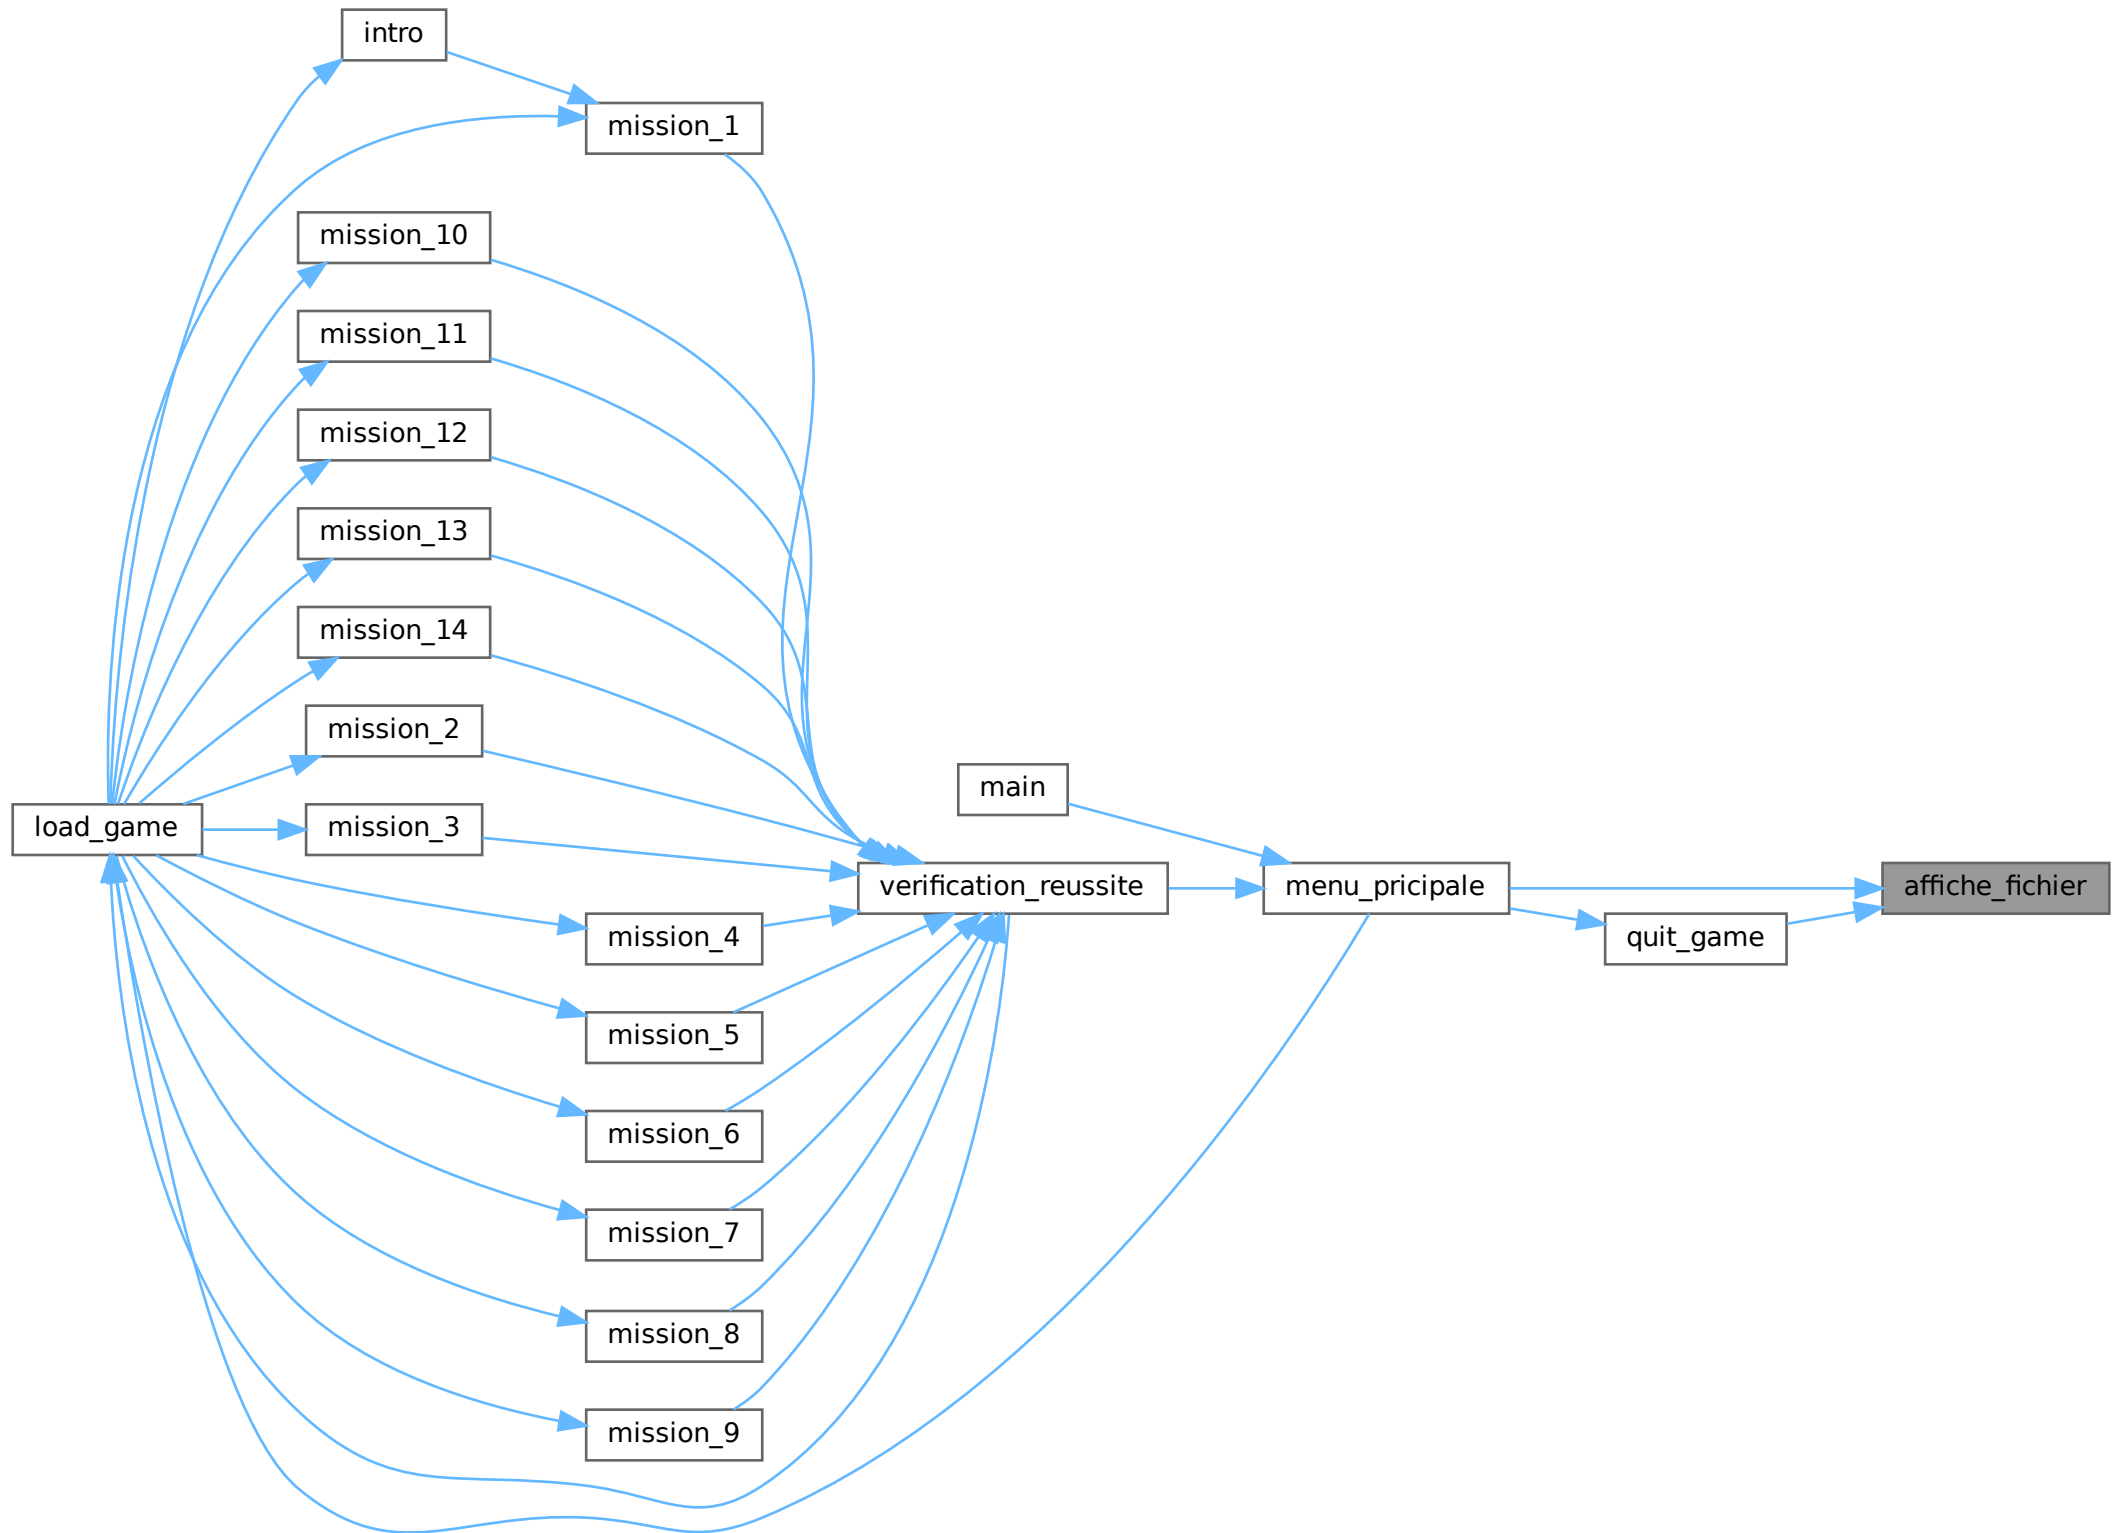 intro
mission_1
mission_10
mission_11
mission_12
mission_13
mission_14
mission_2
main
load_game
mission_3
verification_reussite
menu_pricipale
affiche_fichier
mission_4
quit_game
mission_5
mission_6
mission_7
mission_8
mission_9